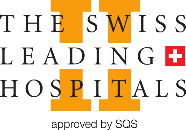 THE SWISS
LEADING
HOSPITALS
approved by SQS